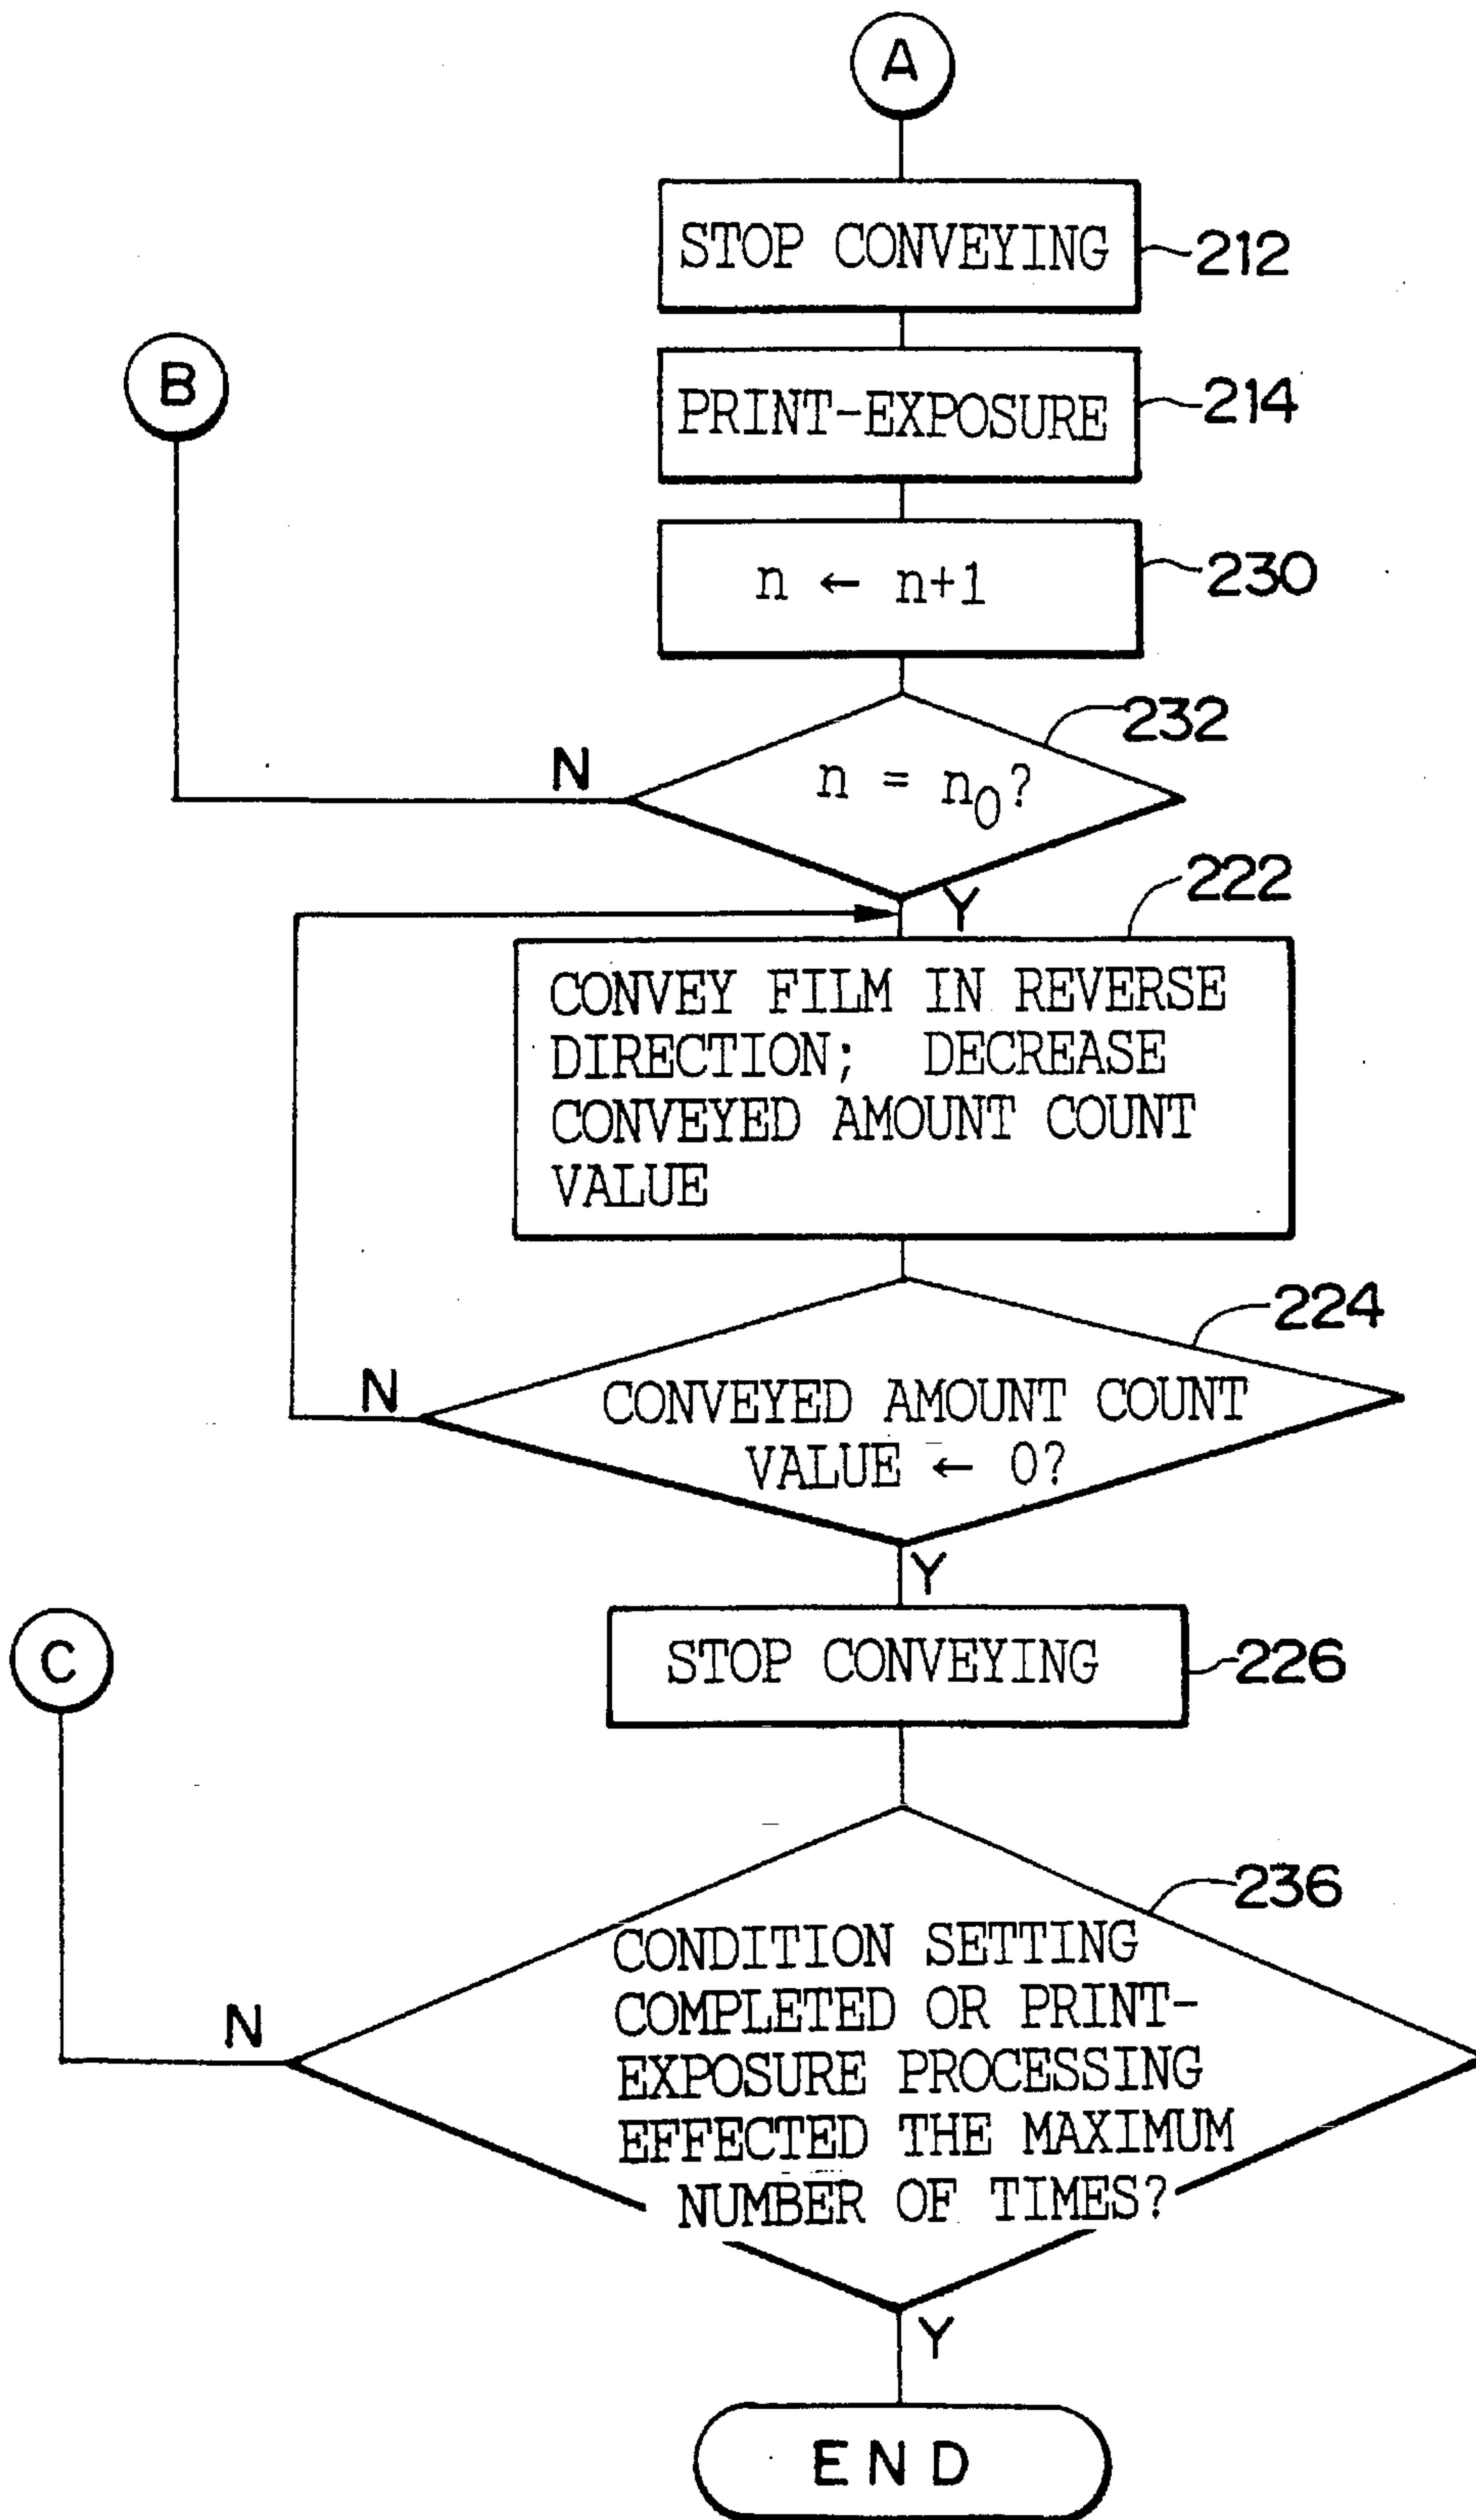 A
STOP CONVEYING
212
B
PRINT-EXPOSURE
214
n ← n+1
230
232
N
n = n₀?
Y
222
CONVEY FILM IN REVERSE
DIRECTION; DECREASE
CONVEYED AMOUNT COUNT
VALUE
224
N
CONVEYED AMOUNT COUNT
VALUE ← 0?
Y
C
STOP CONVEYING
226
236
N
CONDITION SETTING
COMPLETED OR PRINT-
EXPOSURE PROCESSING
EFFECTED THE MAXIMUM
NUMBER OF TIMES?
Y
END